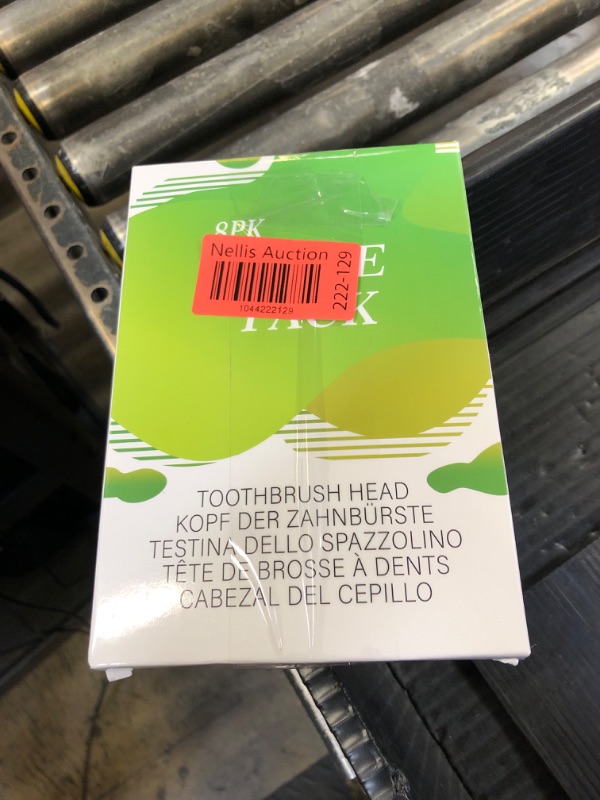 8PK
Nellis Auction
1044222129
222-129
E
PACK
TOOTHBRUSH HEAD
KOPF DER ZAHNBÜRSTE
TESTINA DELLO SPAZZOLINO
TÊTE DE BROSSE À DENTS
CABEZAL DEL CEPILLO